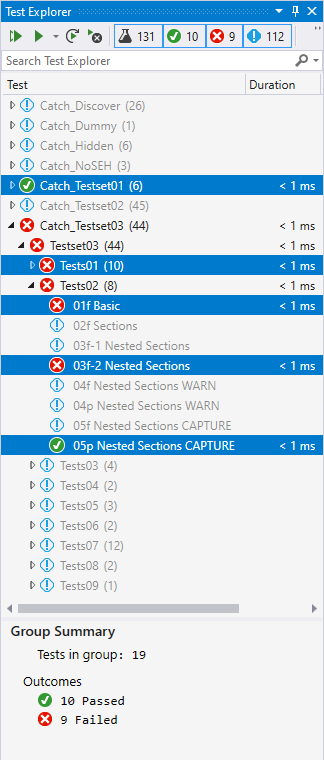 Test Explorer
131 10 9 112
Search Test Explorer
Test Duration
Catch_Discover (26)
Catch_Dummy (1)
Catch_Hidden (6)
Catch_NoSEH (3)
Catch_Testset01 (6) < 1 ms
Catch_Testset02 (45)
Catch_Testset03 (44) < 1 ms
Testset03 (44) < 1 ms
Tests01 (10) < 1 ms
Tests02 (8) < 1 ms
01f Basic < 1 ms
02f Sections
03f-1 Nested Sections
03f-2 Nested Sections < 1 ms
04f Nested Sections WARN
04p Nested Sections WARN
05f Nested Sections CAPTURE
05p Nested Sections CAPTURE < 1 ms
Tests03 (4)
Tests04 (2)
Tests05 (3)
Tests06 (2)
Tests07 (12)
Tests08 (2)
Tests09 (1)
Group Summary
Tests in group: 19
Outcomes
10 Passed
9 Failed